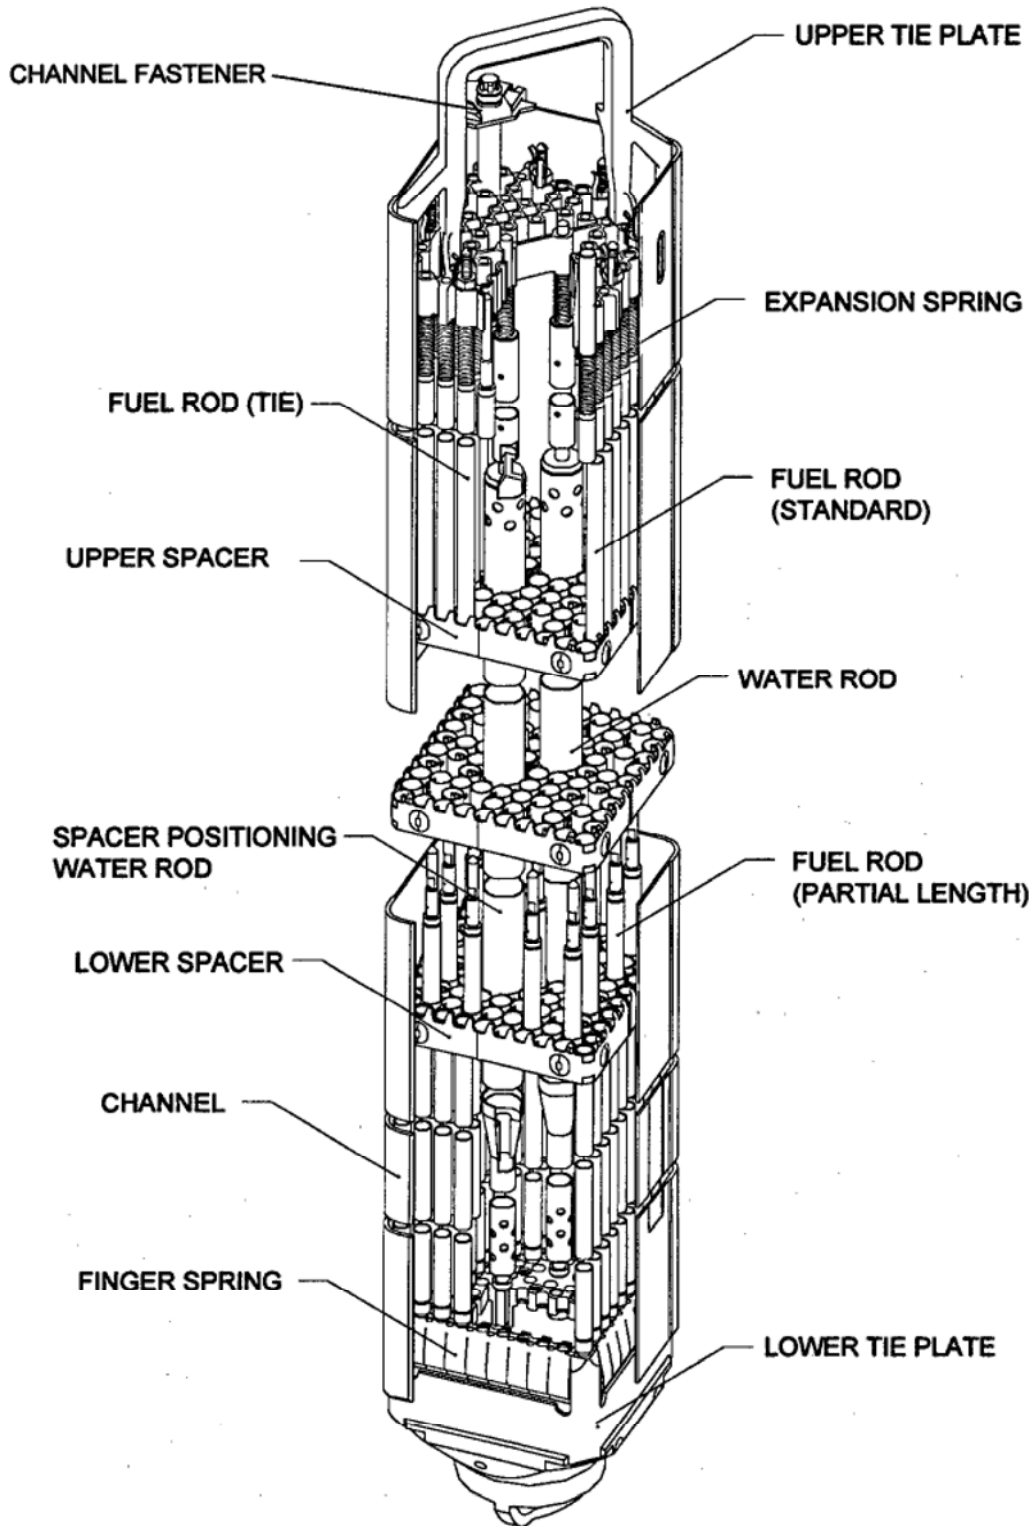 UPPER TIE PLATE
CHANNEL FASTENER
EXPANSION SPRING
FUEL ROD (TIE)
FUEL ROD
(STANDARD)
UPPER SPACER
WATER ROD
SPACER POSITIONING
WATER ROD
FUEL ROD
(PARTIAL LENGTH)
LOWER SPACER
CHANNEL
FINGER SPRING
LOWER TIE PLATE